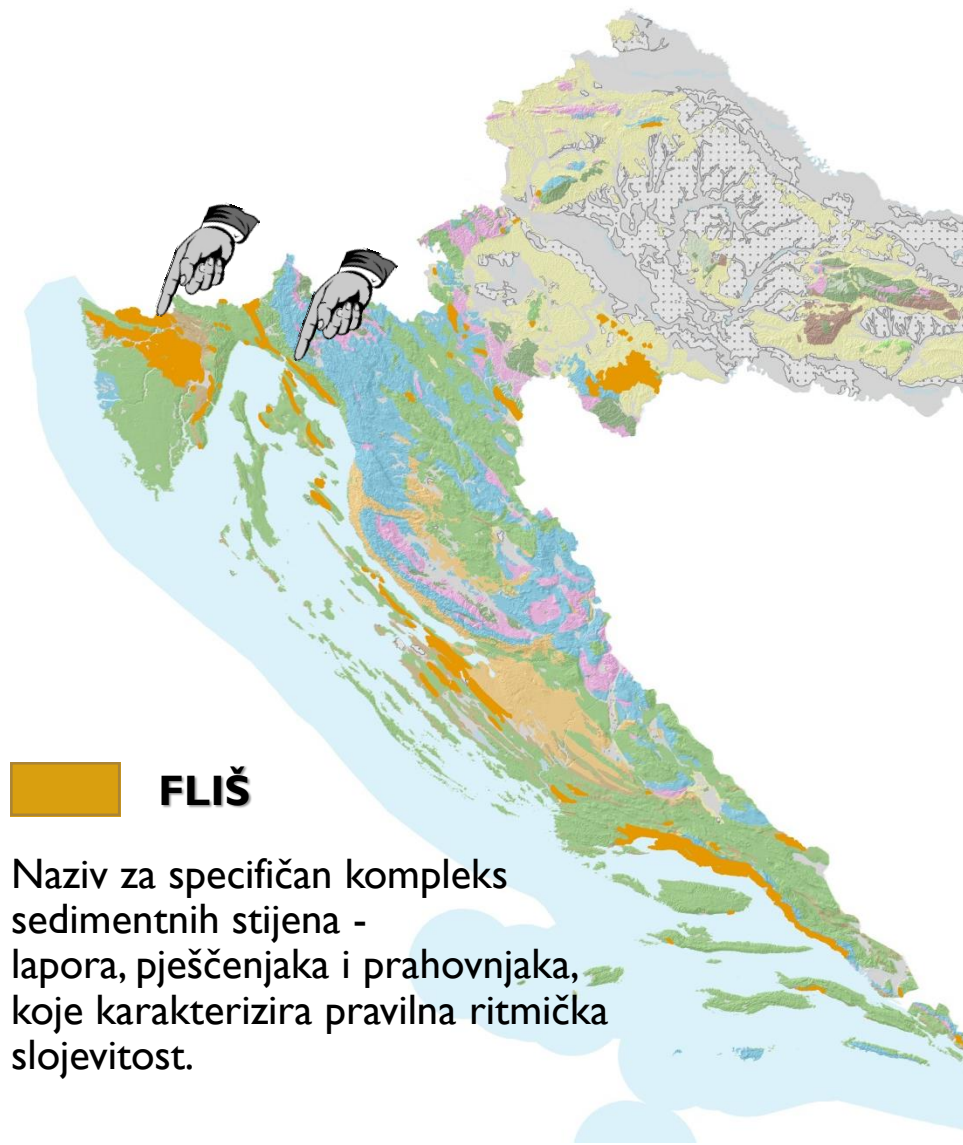 FLIŠ
Naziv za specifičan kompleks
sedimentnih stijena -
lapora, pješčenjaka i prahovnjaka,
koje karakterizira pravilna ritmička
slojevitost.